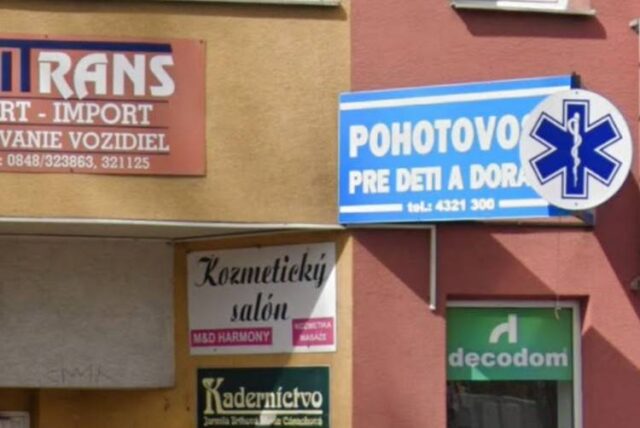 TRANS
RT - IMPORT
VANIE VOZIDIEL
: 0848/323863, 321125
POHOTOVOS
PRE DETI A DORA
tel.: 4321 300
Kozmetický
salón
M&D HARMONY
KOZMETIKA
MASÁŽE
decodom
Kaderníctvo